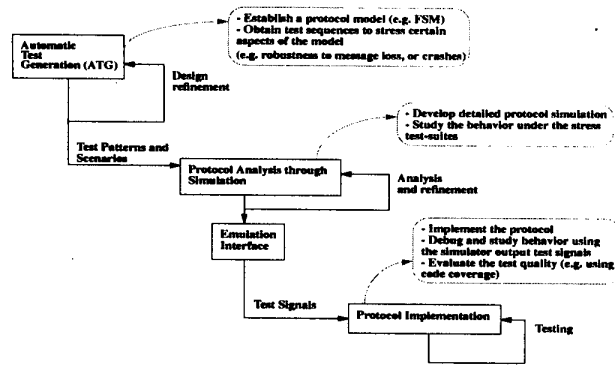 - Establish a protocol model (e.g. FSM)
- Obtain test sequences to stress certain
aspects of the model
(e.g. robustness to message loss, or crashes)
Automatic
Test
Generation (ATG)
Design
refinement
- Develop detailed protocol simulation
- Study the behavior under the stress
test-suites
Test Patterns and
Scenarios
Protocol Analysis through
Simulation
Analysis
and refinement
Emulation
Interface
- Implement the protocol
- Debug and study behavior using
the simulator output test signals
- Evaluate the test quality (e.g. using
code coverage)
Test Signals
Protocol Implementation
Testing